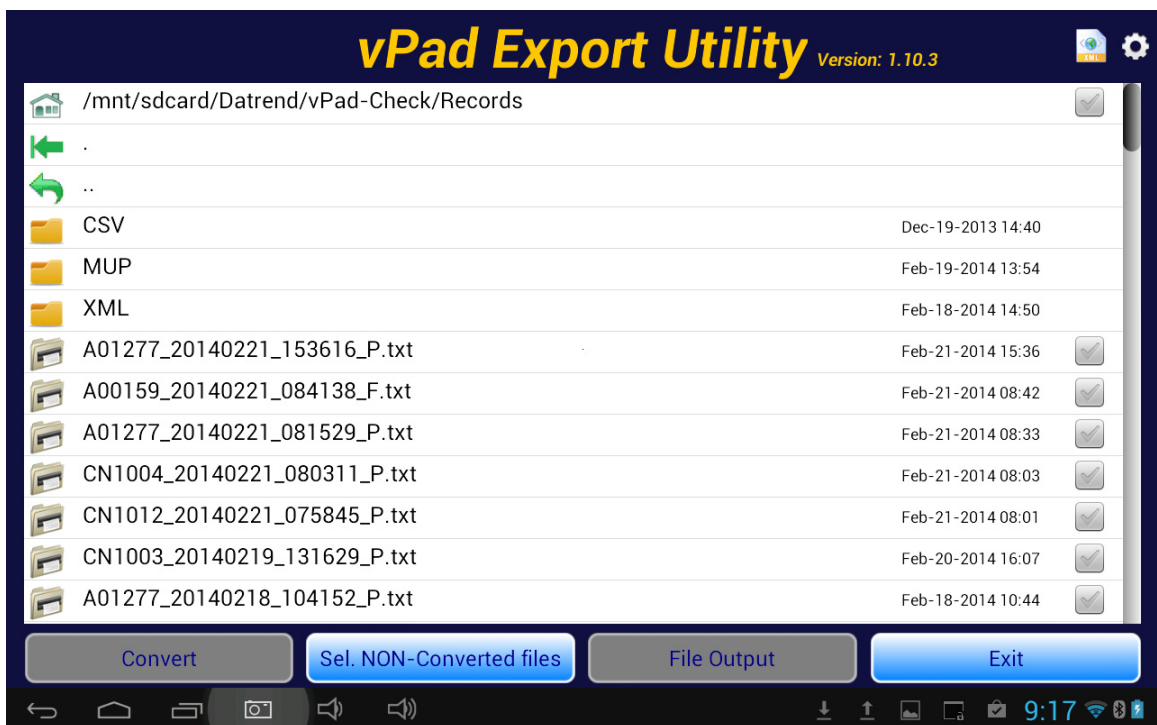 vPad Export Utility Version: 1.10.3
XML
/mnt/sdcard/Datrend/vPad-Check/Records
.
..
CSV Dec-19-2013 14:40
MUP Feb-19-2014 13:54
XML Feb-18-2014 14:50
A01277_20140221_153616_P.txt Feb-21-2014 15:36
A00159_20140221_084138_F.txt Feb-21-2014 08:42
A01277_20140221_081529_P.txt Feb-21-2014 08:33
CN1004_20140221_080311_P.txt Feb-21-2014 08:03
CN1012_20140221_075845_P.txt Feb-21-2014 08:01
CN1003_20140219_131629_P.txt Feb-20-2014 16:07
A01277_20140218_104152_P.txt Feb-18-2014 10:44
Convert Sel. NON-Converted files File Output Exit
9:17